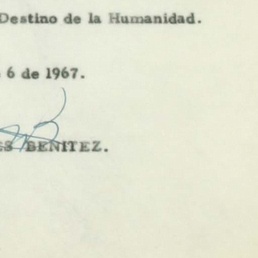 Destino de la Humanidad.
6 de 1967.
BENITEZ.